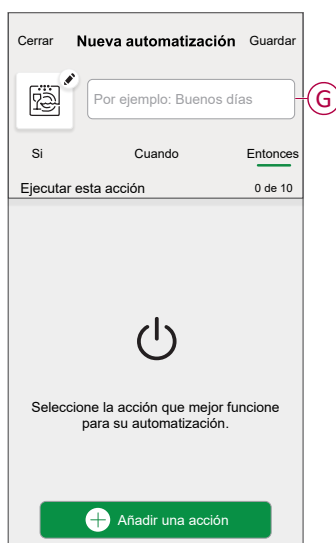 Cerrar Nueva automatización Guardar
Por ejemplo: Buenos días
G
Si Cuando Entonces
Ejecutar esta acción 0 de 10
Seleccione la acción que mejor funcione
para su automatización.
Añadir una acción